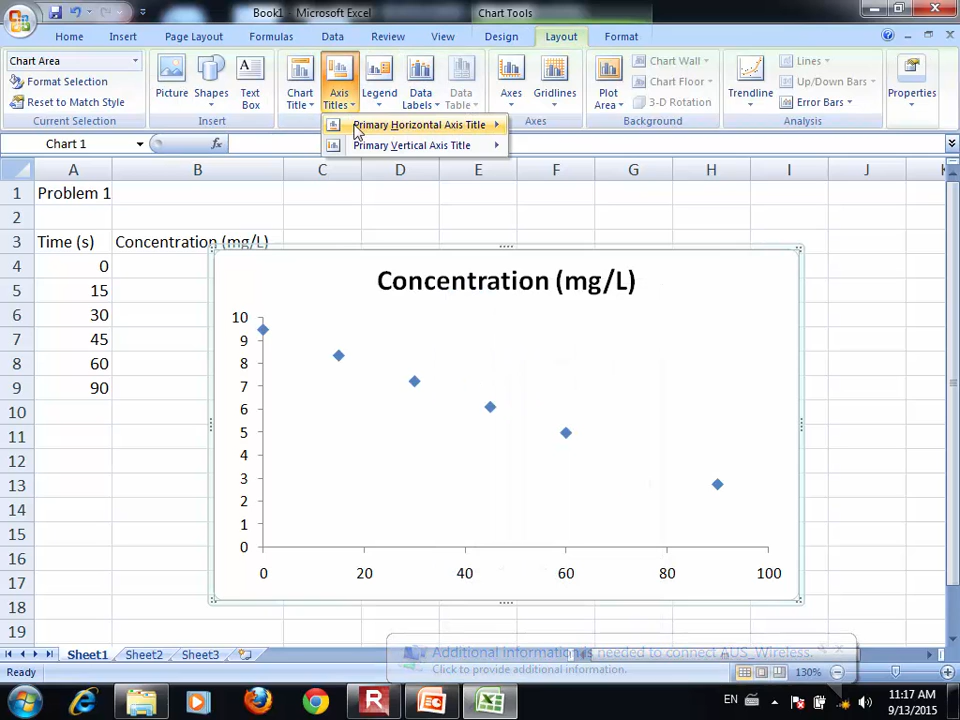 Book1 - Microsoft Excel
Chart Tools
Home Insert Page Layout Formulas Data Review View Design Layout Format
Chart Area
Format Selection
Reset to Match Style
Current Selection
Picture
Shapes
Text Box
Insert
Chart Title
Axis Titles
Legend
Data Labels
Data Table
Axes
Gridlines
Axes
Plot Area
Chart Wall
Chart Floor
3-D Rotation
Background
Trendline
Lines
Up/Down Bars
Error Bars
Analysis
Properties
Primary Horizontal Axis Title
Primary Vertical Axis Title
Chart 1
fx
A B C D E F G H I J K
1 Problem 1
2
3 Time (s) Concentration (mg/L)
4 0
5 15
6 30
7 45
8 60
9 90
10
11
12
13
14
15
16
17
18
19
Concentration (mg/L)
10
9
8
7
6
5
4
3
2
1
0
0 20 40 60 80 100
Sheet1 Sheet2 Sheet3
Additional information is needed to connect AUS_Wireless.
Click to provide additional information.
Ready
130%
EN
11:17 AM
9/13/2015